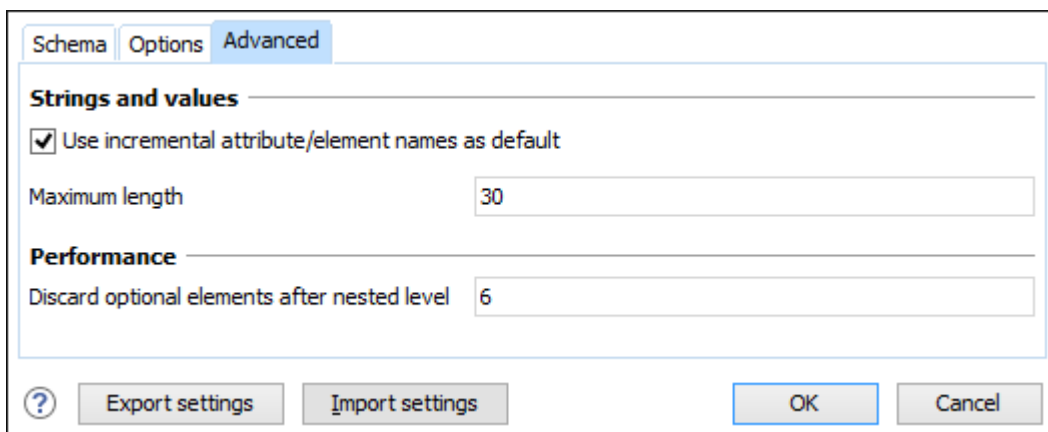 Schema Options Advanced
Strings and values
Use incremental attribute/element names as default
Maximum length 30
Performance
Discard optional elements after nested level 6
? Export settings Import settings OK Cancel